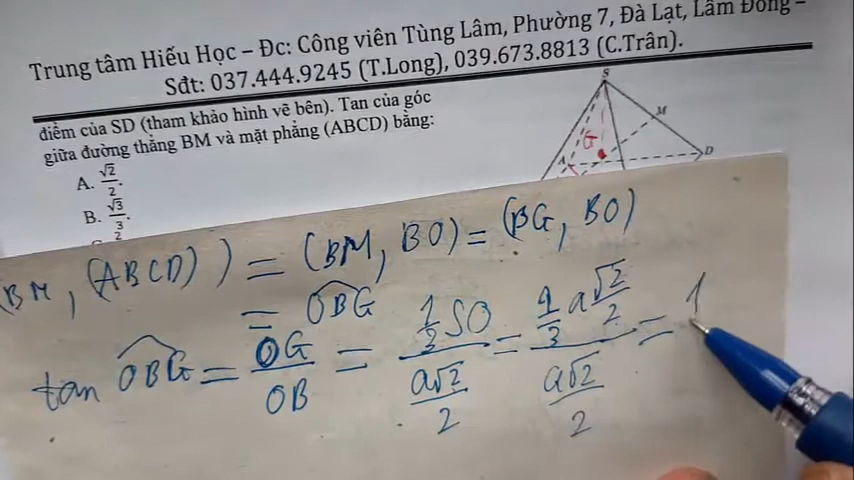 Trung tâm Hiếu Học – Đc: Công viên Tùng Lâm, Phường 7, Đà Lạt, Lâm Đồng –
Sđt: 037.444.9245 (T.Long), 039.673.8813 (C.Trân).
điểm của SD (tham khảo hình vẽ bên). Tan của góc
giữa đường thẳng BM và mặt phẳng (ABCD) bằng:
A. √2/2.
B. √3/3.
S
M
G
A
D
(BM, (ABCD)) = (BM, BO) = (BG, BO)
= OBG
tan OBG = OG/OB = (1/3 SO)/(a√2/2) = (1/3 a√2/2)/(a√2/2) = 1